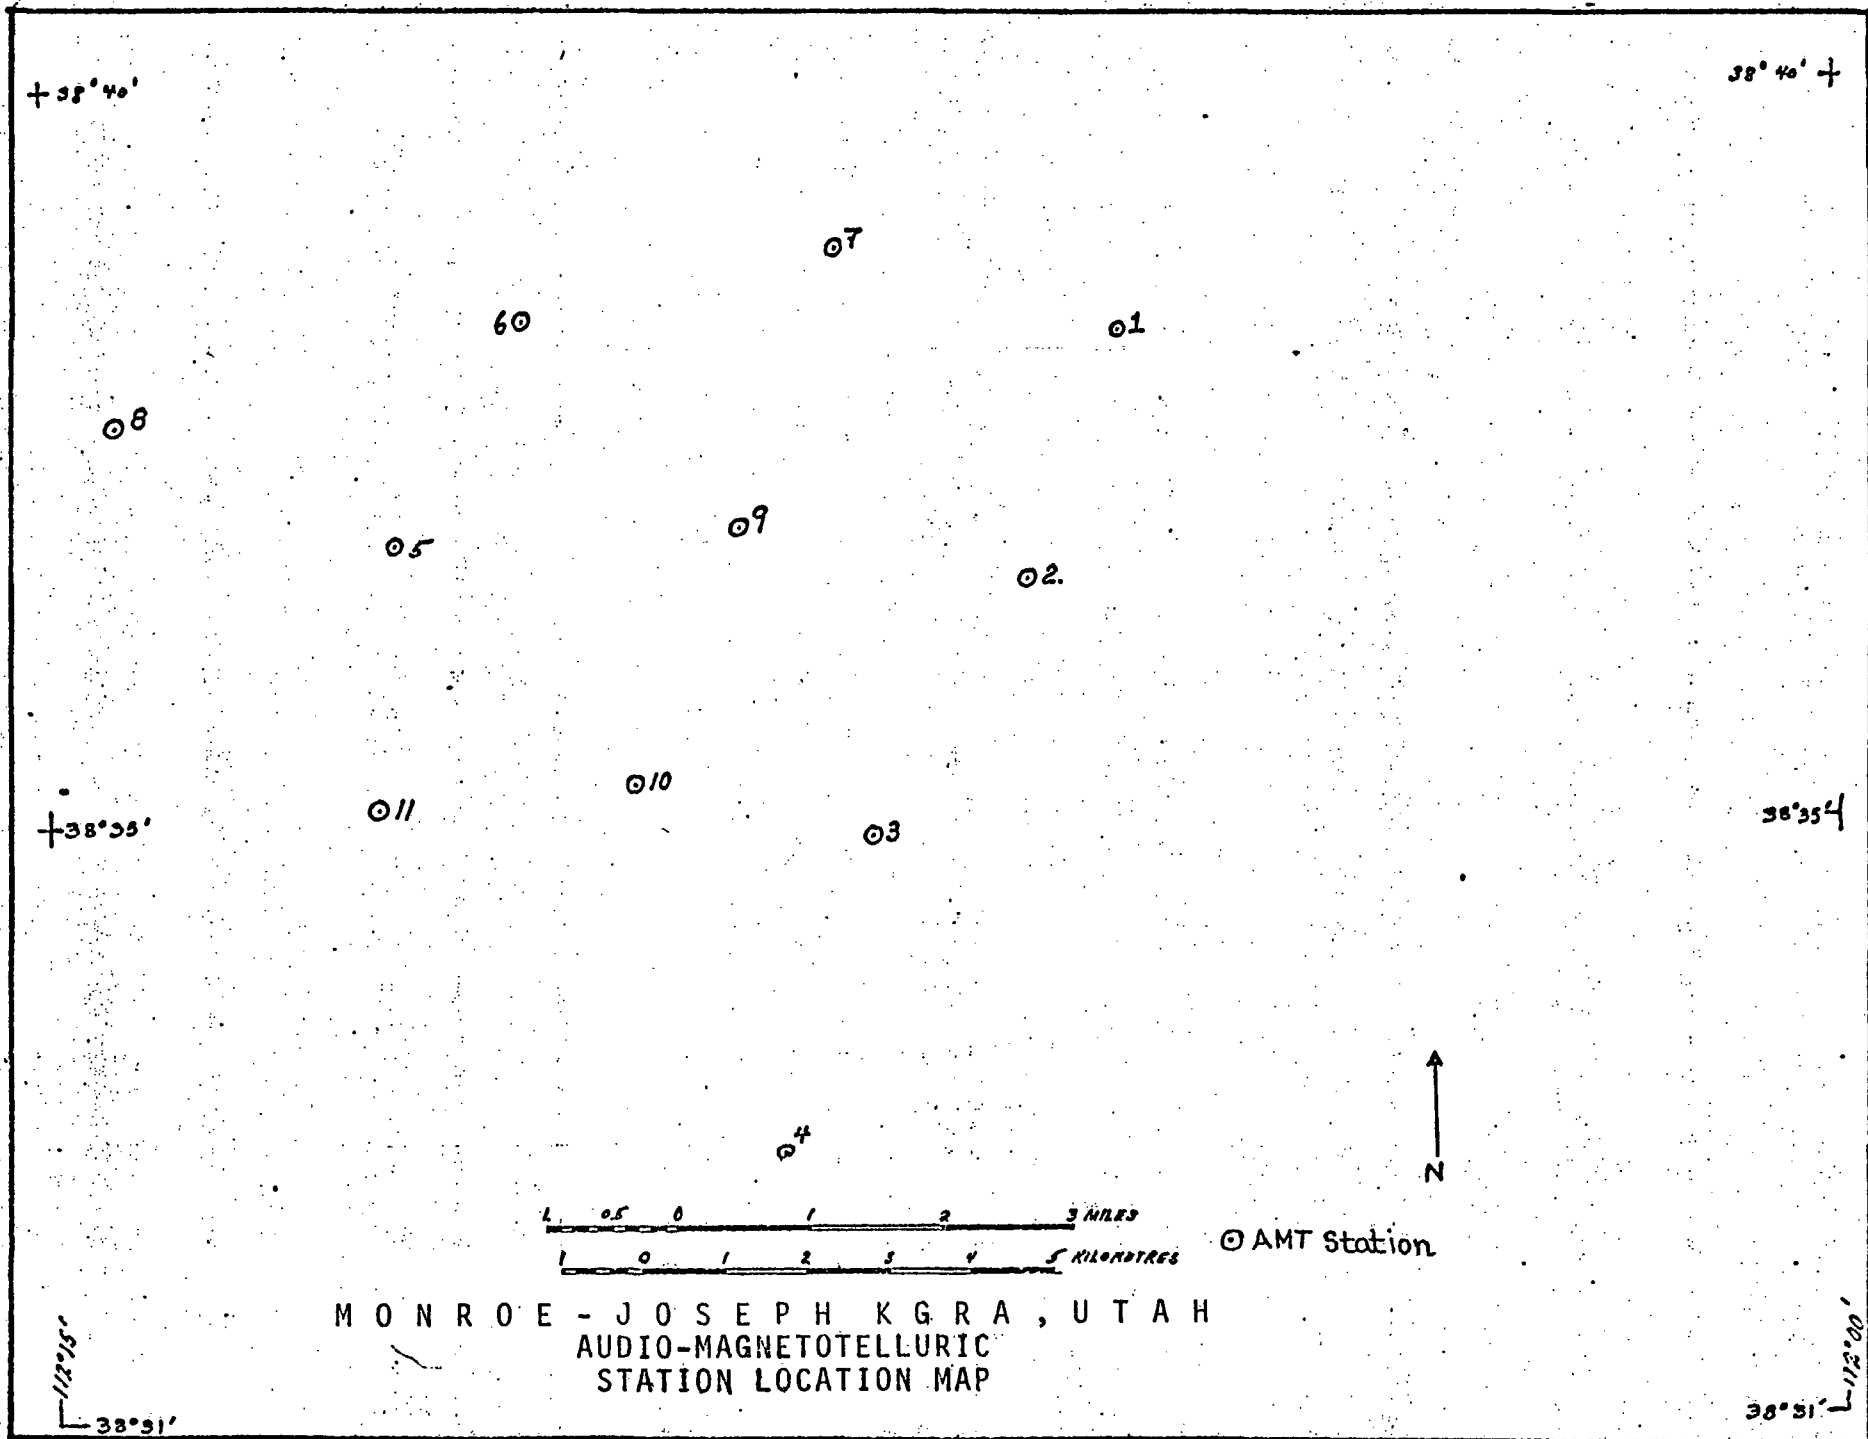 38°40' 38°40'
7
6 1
8
9
5
2.
10
11
3
38°35' 38°35'
4
N
1 0.5 0 1 2 3 MILES
1 0 1 2 3 4 5 KILOMETRES
AMT Station
MONROE-JOSEPH KGRA, UTAH
AUDIO-MAGNETOTELLURIC
STATION LOCATION MAP
112°15' 112°00'
38°31' 38°31'